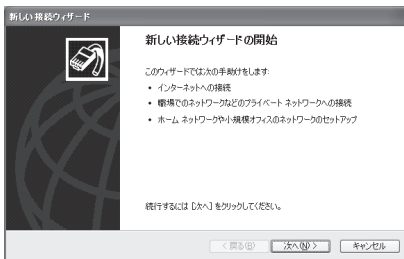 新しい接続ウィザード
新しい接続ウィザードの開始
このウィザードでは次の手助けをします:
• インターネットへの接続
• 職場でのネットワークなどのプライベート ネットワークへの接続
• ホーム ネットワークや小規模オフィスのネットワークのセットアップ
続行するには [次へ] をクリックしてください。
< 戻る(B) 次へ(N) > キャンセル